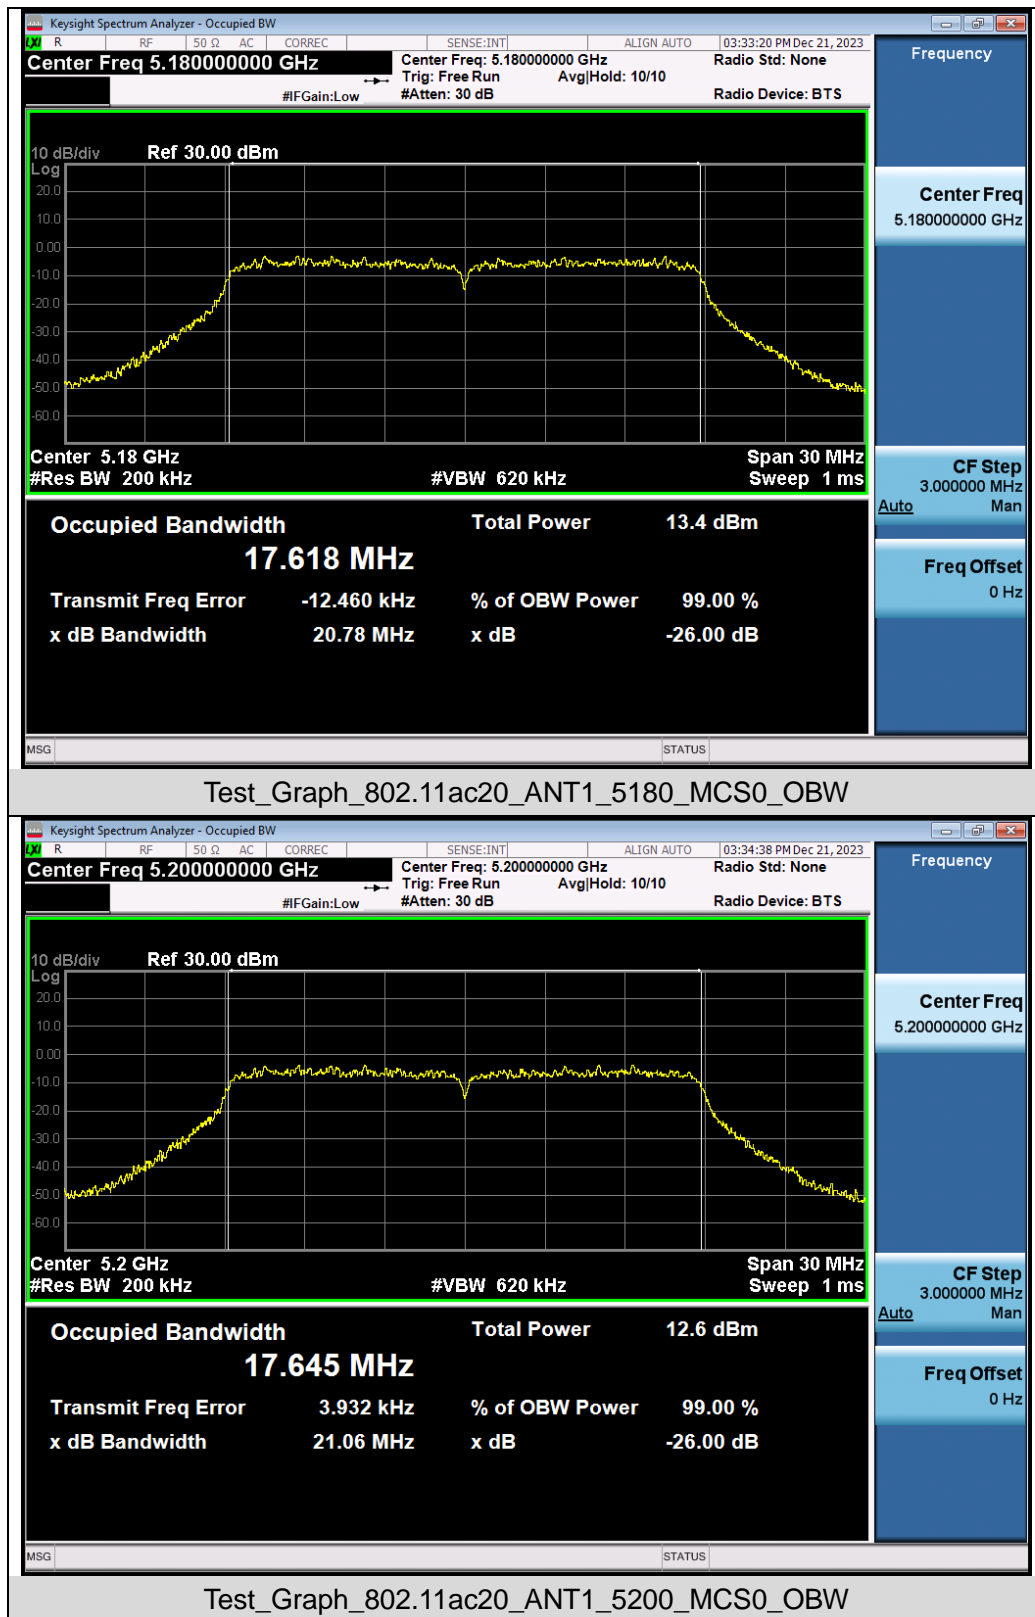 Keysight Spectrum Analyzer - Occupied BW
LXI R RF 50 Ω AC CORREC SENSE:INT ALIGN AUTO 03:33:20 PM Dec 21, 2023
Center Freq 5.180000000 GHz
Center Freq: 5.180000000 GHz
Radio Std: None
Trig: Free Run Avg|Hold: 10/10
#IFGain:Low
#Atten: 30 dB
Radio Device: BTS
Frequency
10 dB/div Ref 30.00 dBm
Log
20.0
10.0
0.00
-10.0
-20.0
-30.0
-40.0
-50.0
-60.0
Center Freq
5.180000000 GHz
Center 5.18 GHz
Span 30 MHz
#Res BW 200 kHz
#VBW 620 kHz
Sweep 1 ms
CF Step
3.000000 MHz
Auto Man
Freq Offset
0 Hz
Occupied Bandwidth
17.618 MHz
Total Power 13.4 dBm
Transmit Freq Error -12.460 kHz
% of OBW Power 99.00 %
x dB Bandwidth 20.78 MHz
x dB -26.00 dB
MSG
STATUS
Test_Graph_802.11ac20_ANT1_5180_MCS0_OBW
Keysight Spectrum Analyzer - Occupied BW
LXI R RF 50 Ω AC CORREC SENSE:INT ALIGN AUTO 03:34:38 PM Dec 21, 2023
Center Freq 5.200000000 GHz
Center Freq: 5.200000000 GHz
Radio Std: None
Trig: Free Run Avg|Hold: 10/10
#IFGain:Low
#Atten: 30 dB
Radio Device: BTS
Frequency
10 dB/div Ref 30.00 dBm
Log
20.0
10.0
0.00
-10.0
-20.0
-30.0
-40.0
-50.0
-60.0
Center Freq
5.200000000 GHz
Center 5.2 GHz
Span 30 MHz
#Res BW 200 kHz
#VBW 620 kHz
Sweep 1 ms
CF Step
3.000000 MHz
Auto Man
Freq Offset
0 Hz
Occupied Bandwidth
17.645 MHz
Total Power 12.6 dBm
Transmit Freq Error 3.932 kHz
% of OBW Power 99.00 %
x dB Bandwidth 21.06 MHz
x dB -26.00 dB
MSG
STATUS
Test_Graph_802.11ac20_ANT1_5200_MCS0_OBW